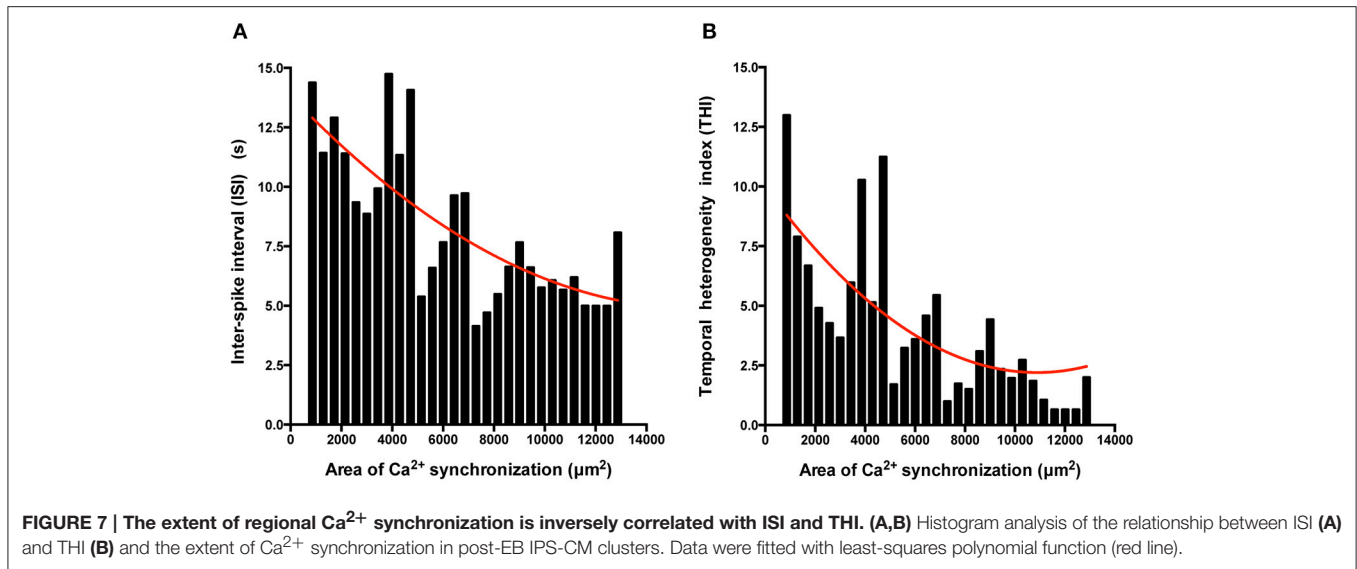 A
15.0
12.5
10.0
7.5
5.0
2.5
0.0
Inter-spike interval (ISI) (s)
0 2000 4000 6000 8000 10000 12000 14000
Area of Ca²⁺ synchronization (µm²)
B
15.0
12.5
10.0
7.5
5.0
2.5
0.0
Temporal heterogeneity index (THI)
0 2000 4000 6000 8000 10000 12000 14000
Area of Ca²⁺ synchronization (µm²)
FIGURE 7 | The extent of regional Ca²⁺ synchronization is inversely correlated with ISI and THI. (A,B) Histogram analysis of the relationship between ISI (A)
and THI (B) and the extent of Ca²⁺ synchronization in post-EB IPS-CM clusters. Data were fitted with least-squares polynomial function (red line).